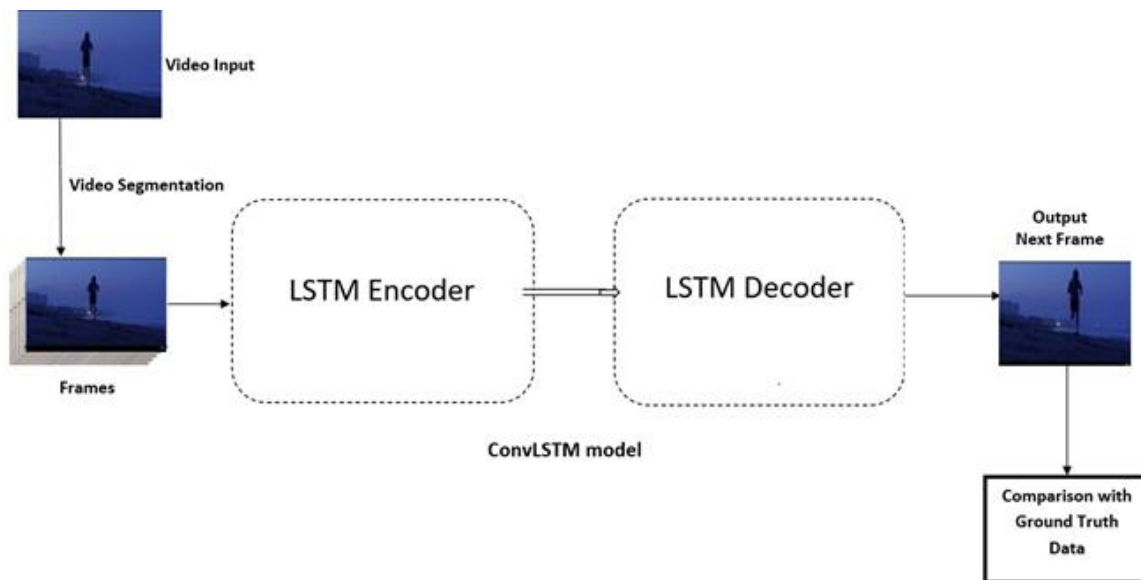 Video Input
Video Segmentation
Frames
LSTM Encoder
LSTM Decoder
ConvLSTM model
Output
Next Frame
Comparison with
Ground Truth
Data